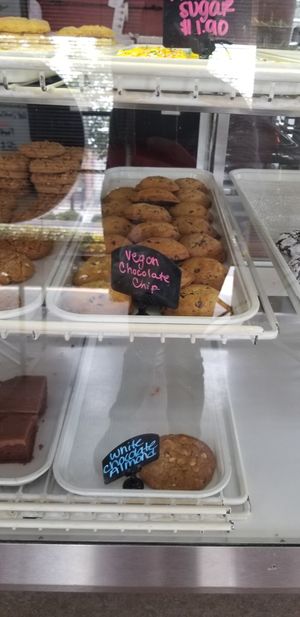 Sugar
$1.90
Vegan
Chocolate
Chip
White
Chocolate
Almond